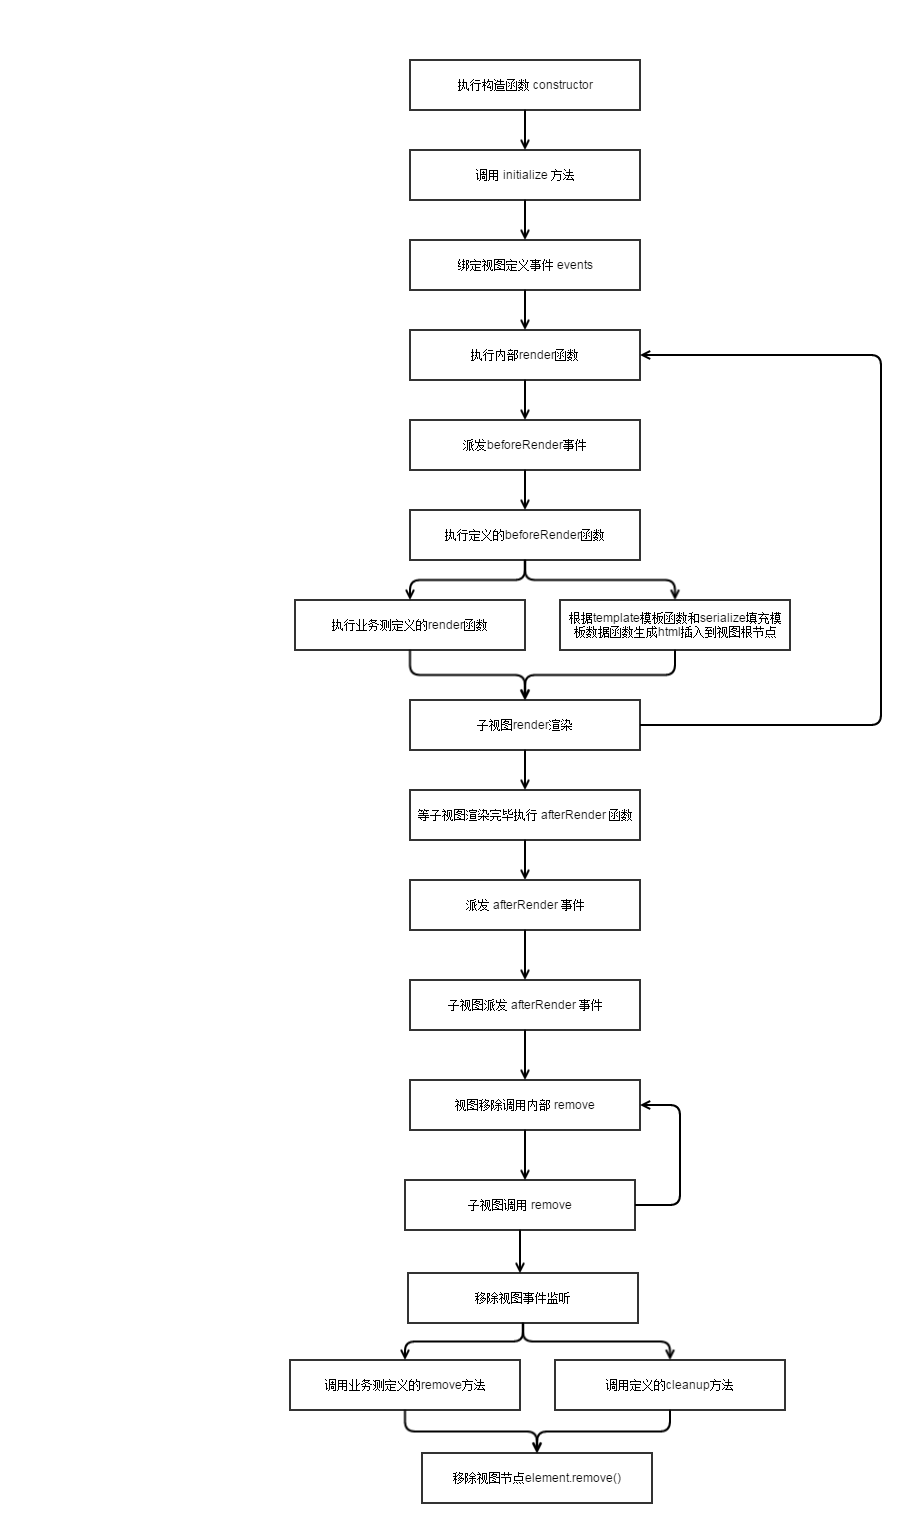 执行构造函数 constructor
调用 initialize 方法
绑定视图定义事件 events
执行内部render函数
派发beforeRender事件
执行定义的beforeRender函数
执行业务测定义的render函数
根据template模板函数和serialize填充模
板数据函数生成html插入到视图根节点
子视图render渲染
等子视图渲染完毕执行 afterRender 函数
派发 afterRender 事件
子视图派发 afterRender 事件
视图移除调用内部 remove
子视图调用 remove
移除视图事件监听
调用业务测定义的remove方法
调用定义的cleanup方法
移除视图节点element.remove()